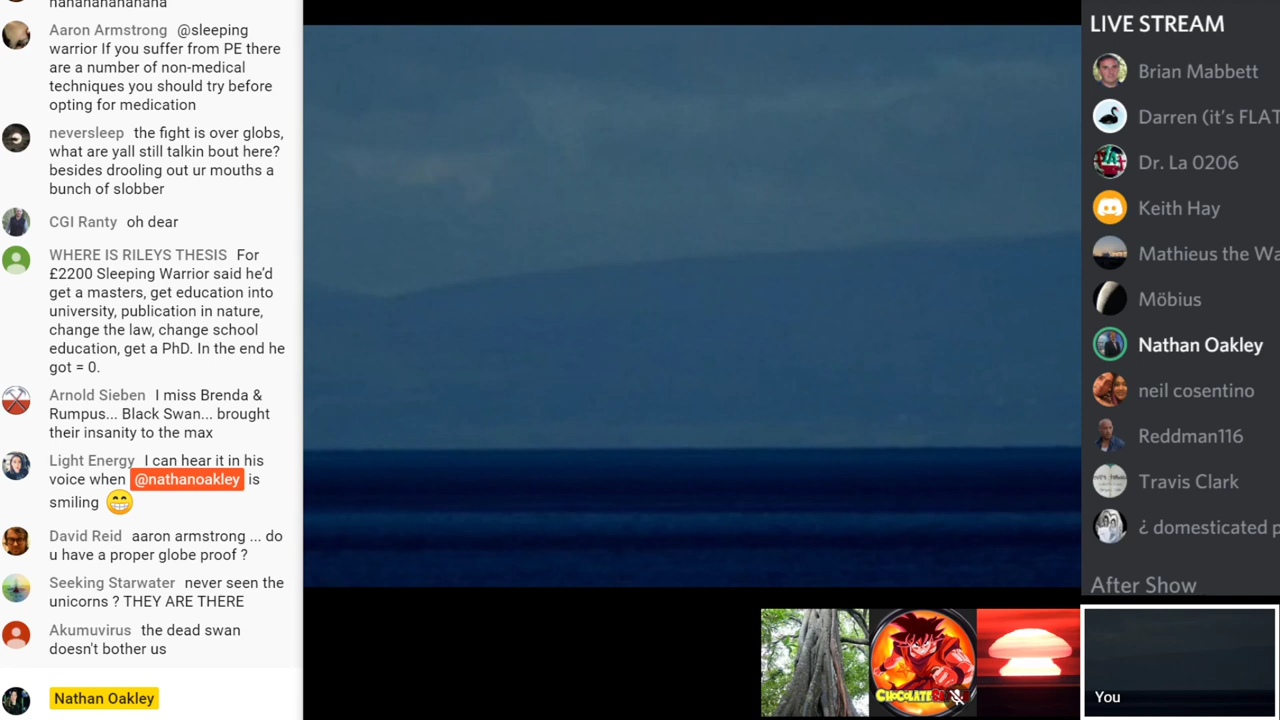 hahahahahaha
Aaron Armstrong @sleeping
warrior If you suffer from PE there
are a number of non-medical
techniques you should try before
opting for medication
neversleep the fight is over globs,
what are yall still talkin bout here?
besides drooling out ur mouths a
bunch of slobber
CGI Ranty oh dear
WHERE IS RILEYS THESIS For
£2200 Sleeping Warrior said he'd
get a masters, get education into
university, publication in nature,
change the law, change school
education, get a PhD. In the end he
got = 0.
Arnold Sieben I miss Brenda &
Rumpus... Black Swan... brought
their insanity to the max
Light Energy I can hear it in his
voice when @nathanoakley is
smiling
David Reid aaron armstrong ... do
u have a proper globe proof ?
Seeking Starwater never seen the
unicorns ? THEY ARE THERE
Akumuvirus the dead swan
doesn't bother us
Nathan Oakley
LIVE STREAM
Brian Mabbett
Darren (it's FLAT
Dr. La 0206
Keith Hay
Mathieus the Wa
Möbius
Nathan Oakley
neil cosentino
Reddman116
Travis Clark
¿ domesticated p
After Show
You